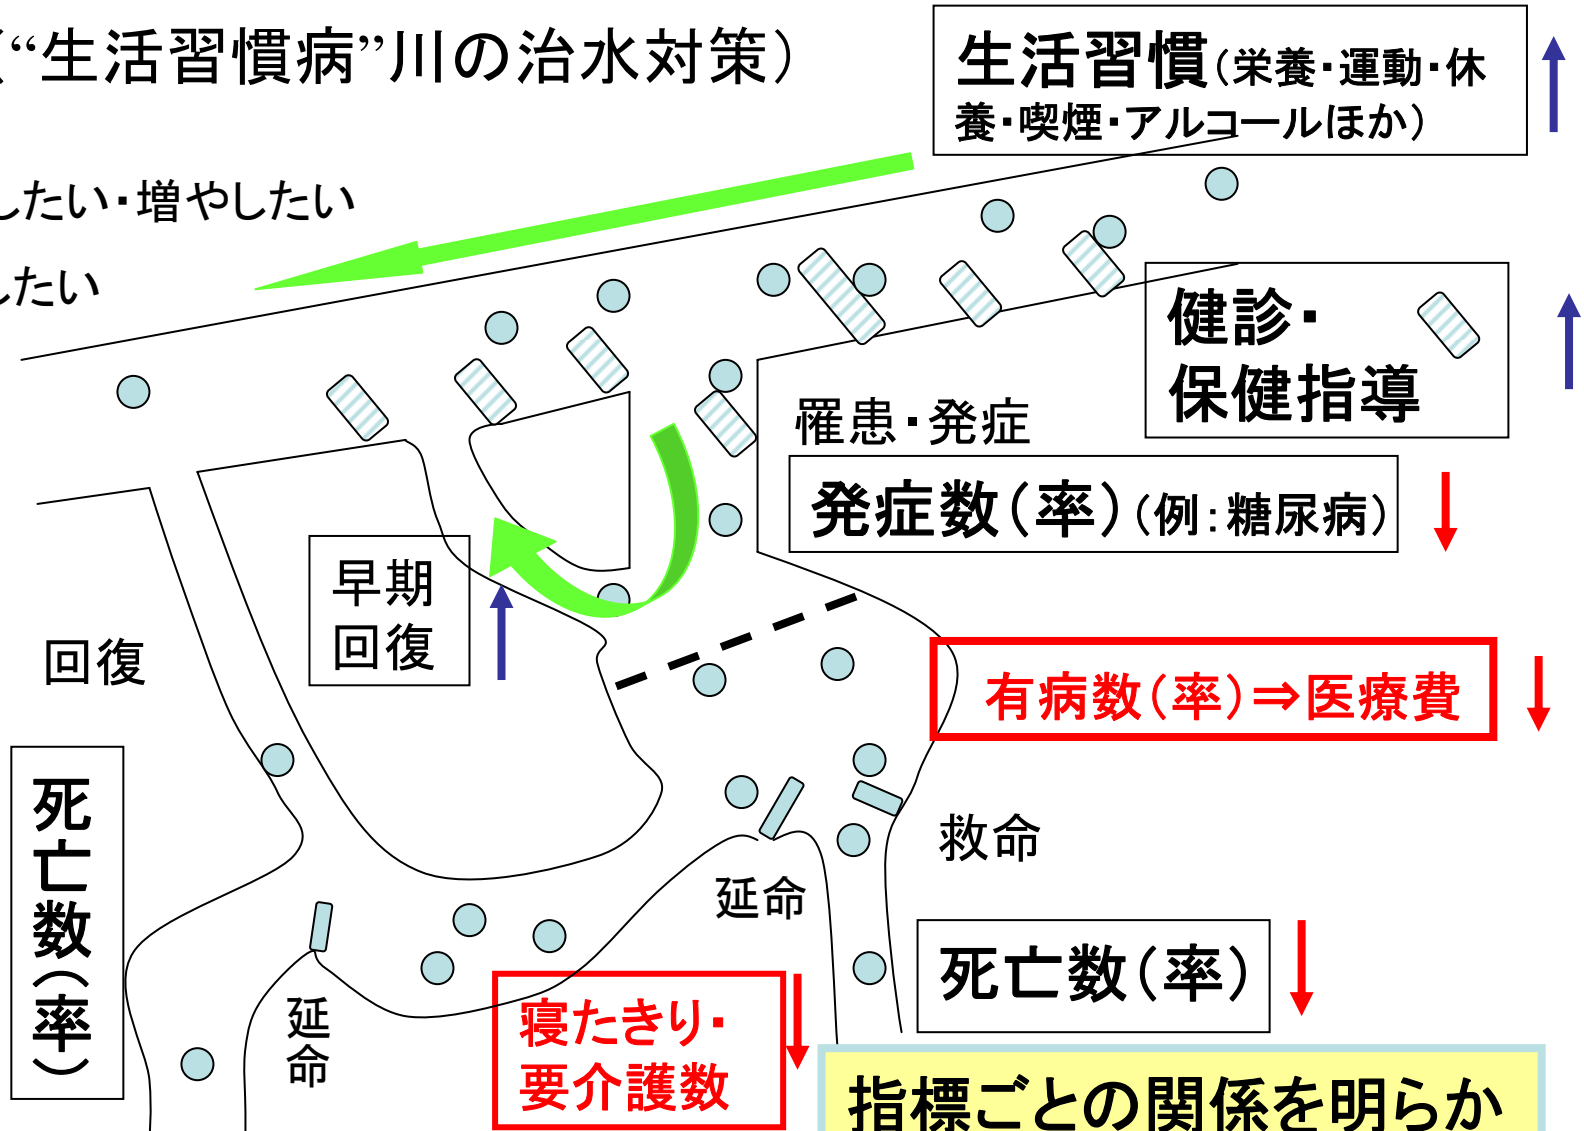 （“生活習慣病”川の治水対策）
生活習慣（栄養・運動・休
養・喫煙・アルコールほか）
したい・増やしたい
したい
健診・
保健指導
罹患・発症
発症数（率）（例：糖尿病）
早期
回復
回復
有病数（率）⇒医療費
死亡数（率）
救命
延命
死亡数（率）
延命
寝たきり・
要介護数
指標ごとの関係を明らか